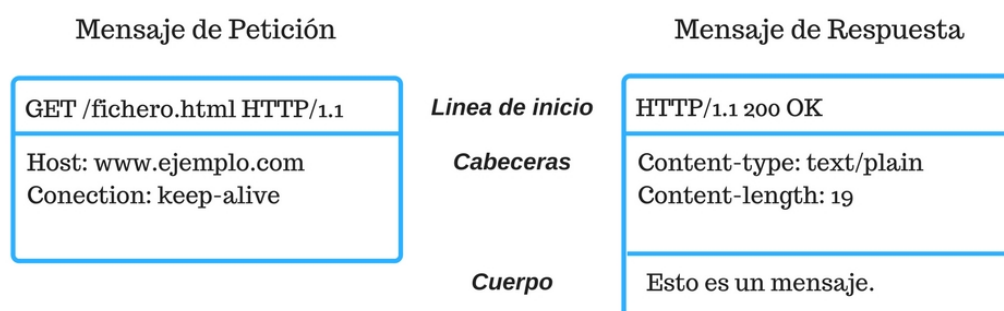 Mensaje de Petición
Mensaje de Respuesta
GET /fichero.html HTTP/1.1
Linea de inicio
HTTP/1.1 200 OK
Host: www.ejemplo.com
Conection: keep-alive
Cabeceras
Content-type: text/plain
Content-length: 19
Cuerpo
Esto es un mensaje.